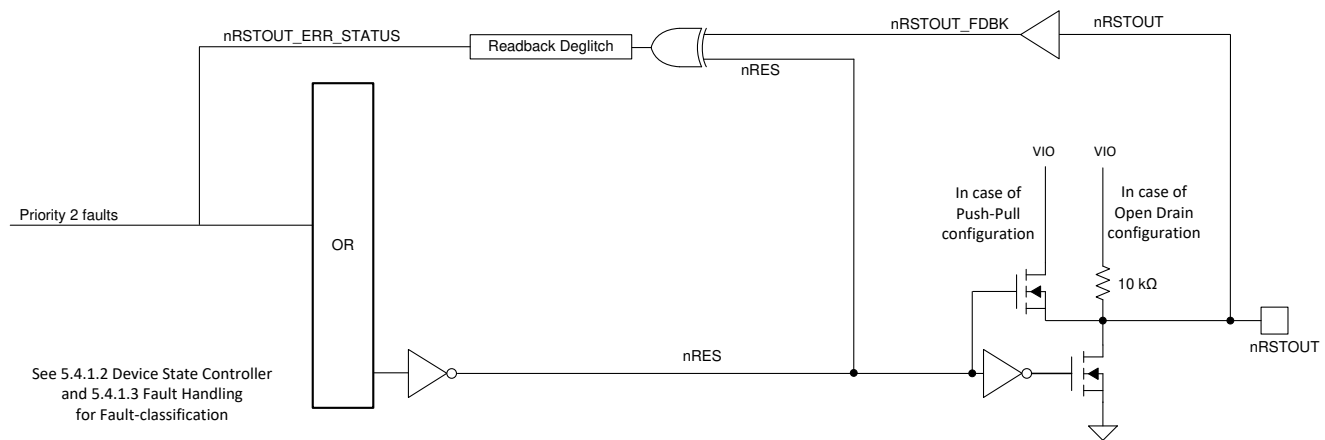 nRSTOUT_ERR_STATUS
Readback Deglitch
nRSTOUT_FDBK
nRSTOUT
nRES
VIO
VIO
In case of
Push-Pull
configuration
In case of
Open Drain
configuration
Priority 2 faults
OR
10 kΩ
nRSTOUT
nRES
See 5.4.1.2 Device State Controller
and 5.4.1.3 Fault Handling
for Fault-classification